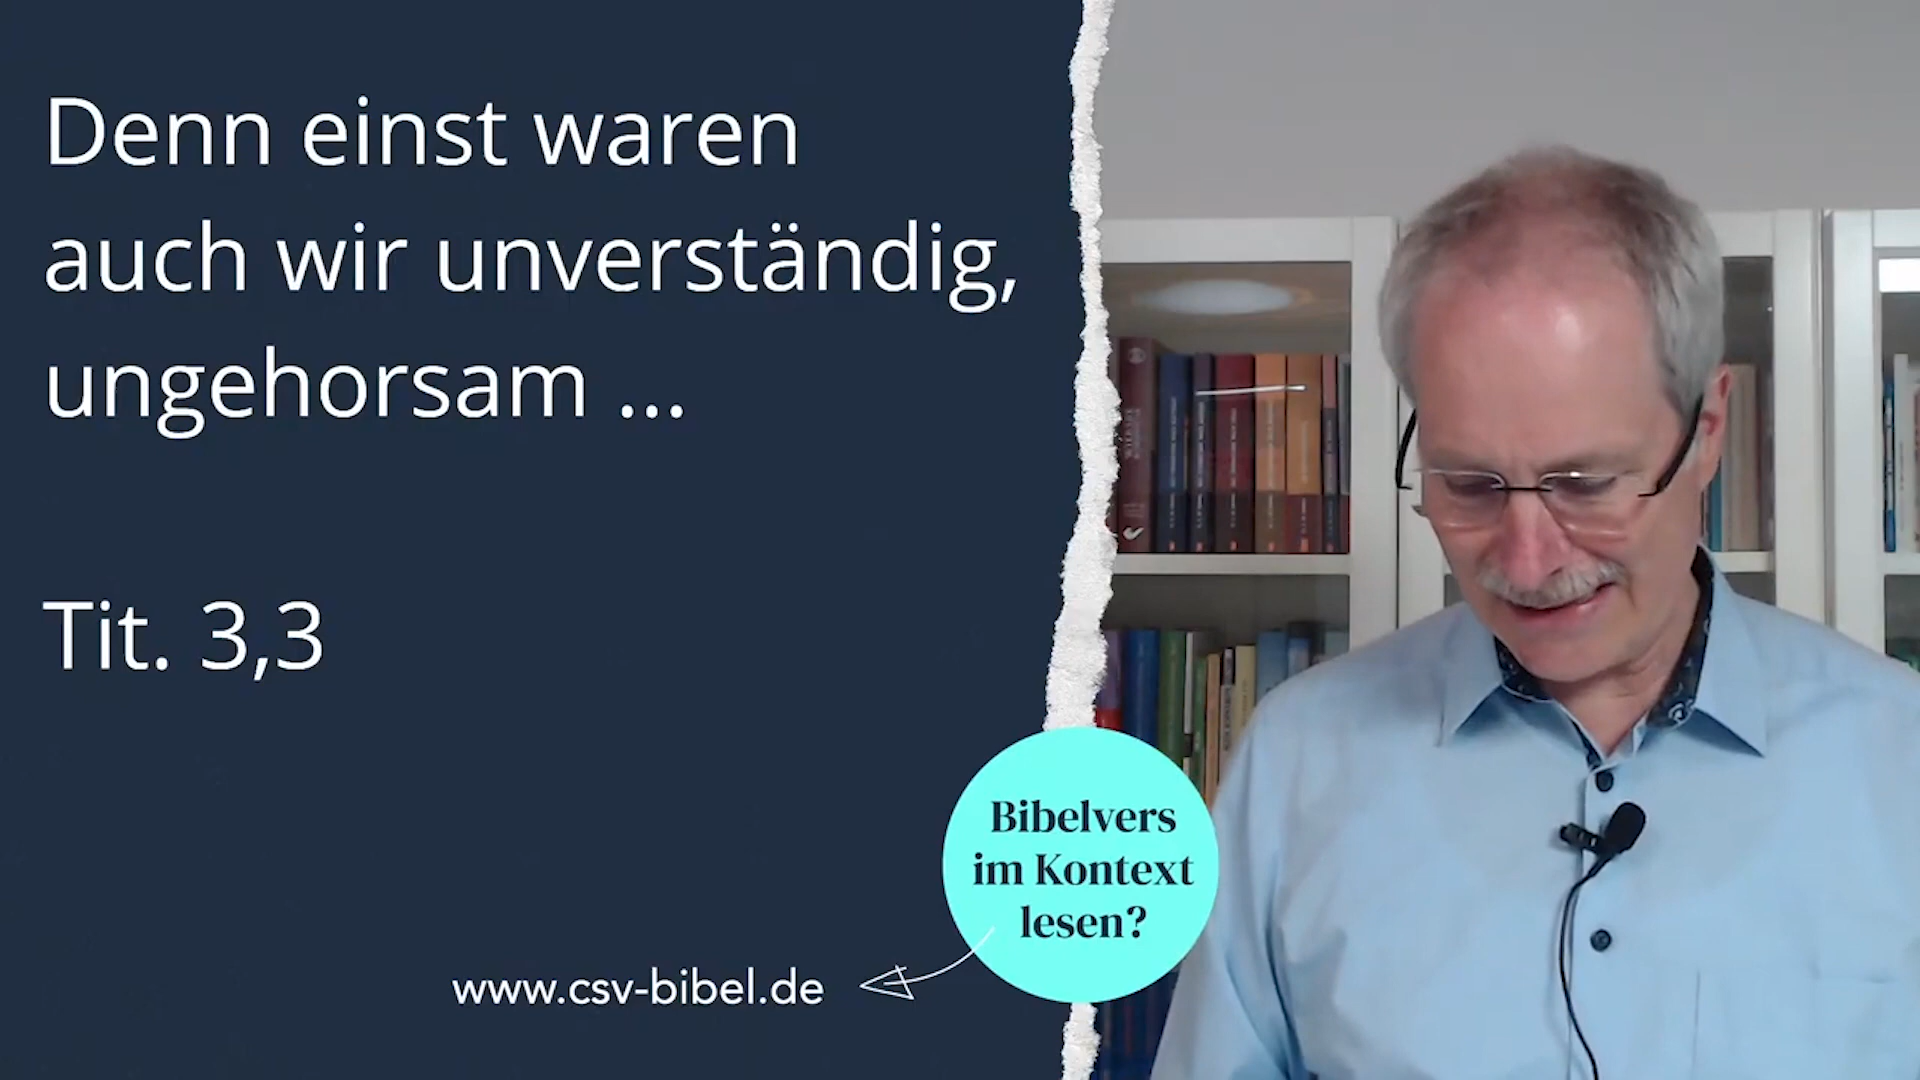 Denn einst waren
auch wir unverständig,
ungehorsam ...
Tit. 3,3
Bibelvers
im Kontext
lesen?
www.csv-bibel.de